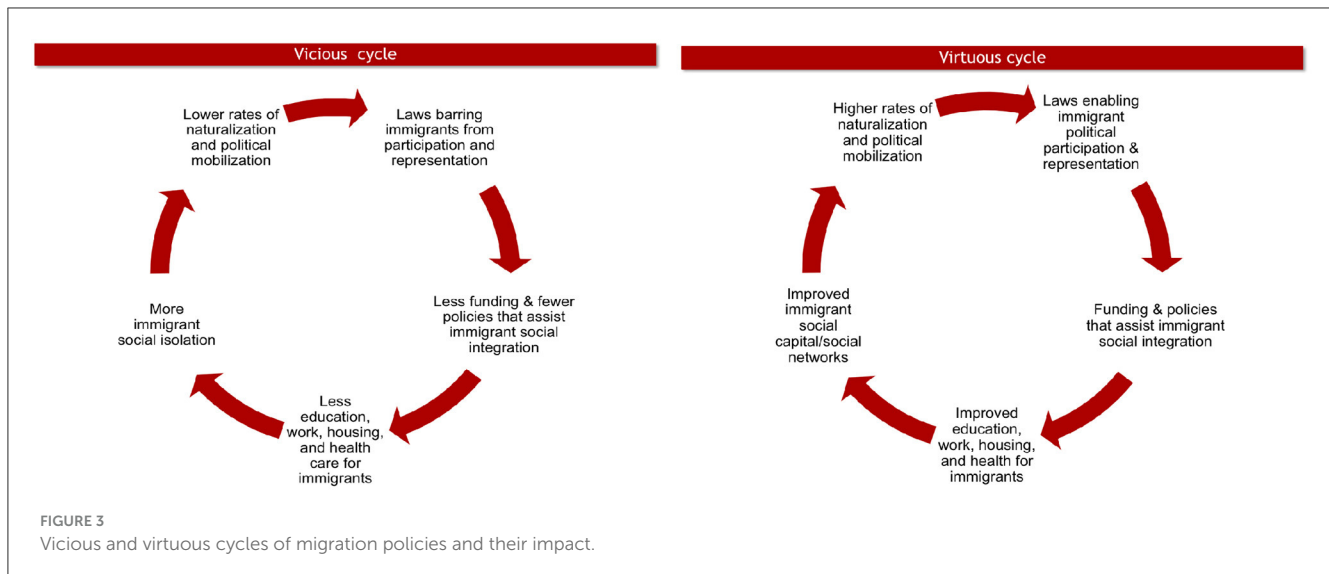 Vicious cycle
Lower rates of
naturalization
and political
mobilization
Laws barring
immigrants from
participation and
representation
Less funding & fewer
policies that assist
immigrant social
integration
Less
education,
work, housing,
and health
care for
immigrants
More
immigrant
social isolation
Virtuous cycle
Higher rates of
naturalization
and political
mobilization
Laws enabling
immigrant
political
participation &
representation
Funding & policies
that assist immigrant
social integration
Improved
education,
work, housing,
and health for
immigrants
Improved
immigrant
social
capital/social
networks
FIGURE 3
Vicious and virtuous cycles of migration policies and their impact.